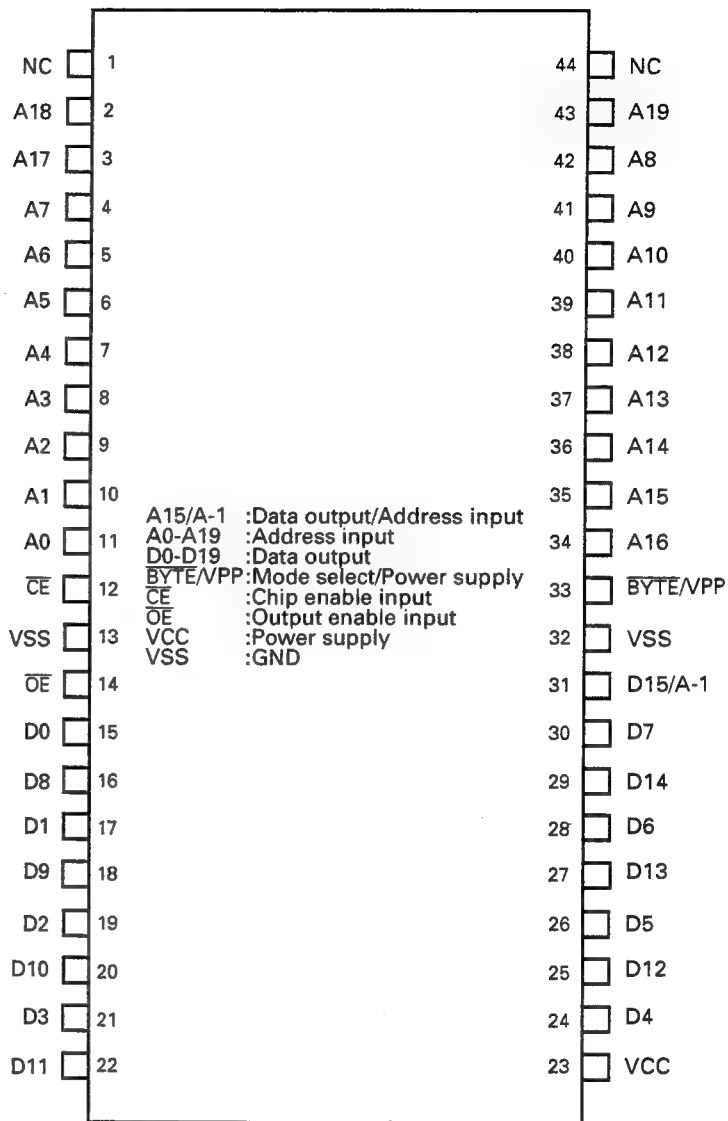 NC 1 44 NC
A18 2 43 A19
A17 3 42 A8
A7 4 41 A9
A6 5 40 A10
A5 6 39 A11
A4 7 38 A12
A3 8 37 A13
A2 9 36 A14
A1 10 35 A15
A15/A-1 :Data output/Address input
A0-A19 :Address input
A0 11 34 A16
D0-D19 :Data output
B̅Y̅T̅E̅/VPP:Mode select/Power supply
C̅E̅ 12 33 B̅Y̅T̅E̅/VPP
C̅E̅ :Chip enable input
O̅E̅ :Output enable input
VSS 13 32 VSS
VCC :Power supply
VSS :GND
O̅E̅ 14 31 D15/A-1
D0 15 30 D7
D8 16 29 D14
D1 17 28 D6
D9 18 27 D13
D2 19 26 D5
D10 20 25 D12
D3 21 24 D4
D11 22 23 VCC